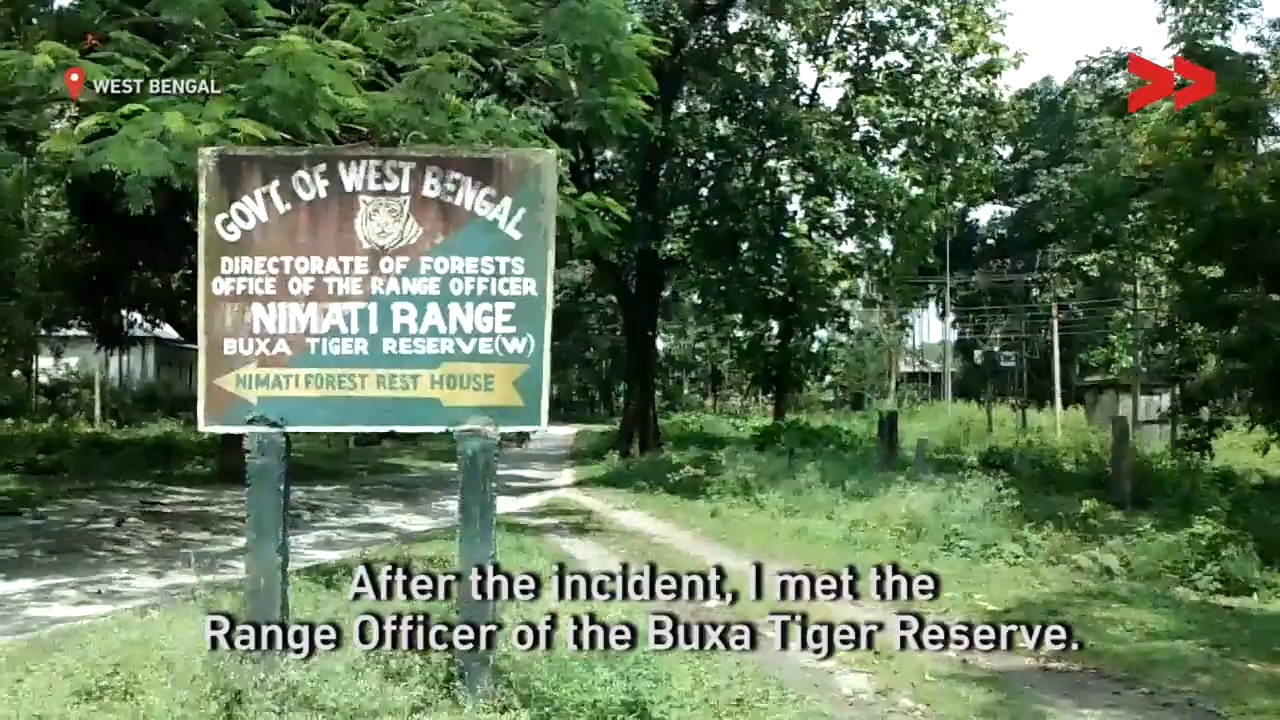 WEST BENGAL
GOVT. OF WEST BENGAL
DIRECTORATE OF FORESTS
OFFICE OF THE RANGE OFFICER
NIMATI RANGE
BUXA TIGER RESERVE(W)
NIMATI FOREST REST HOUSE
After the incident, I met the
Range Officer of the Buxa Tiger Reserve.